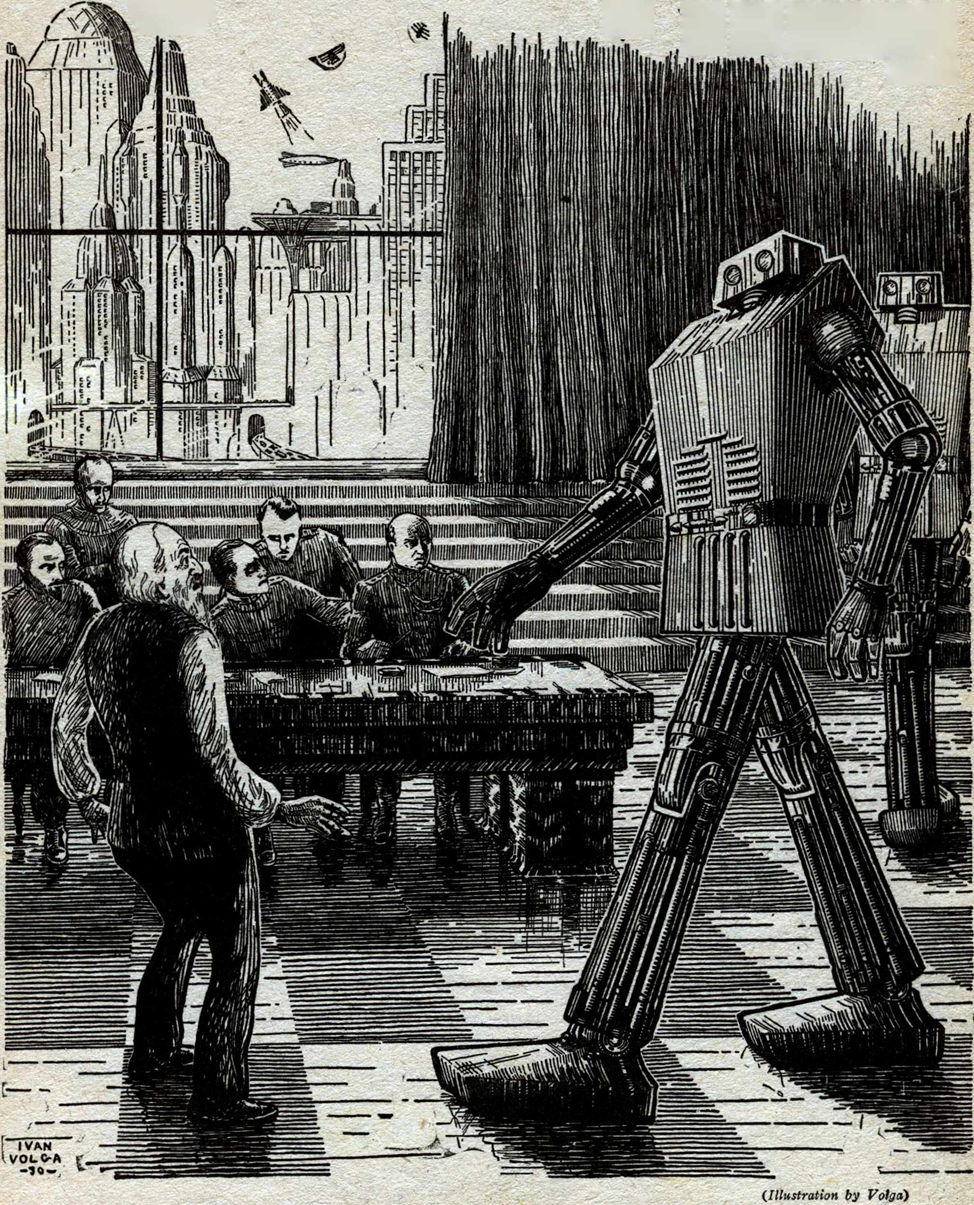 IVAN
VOLGA
-30-
(Illustration by Volga)